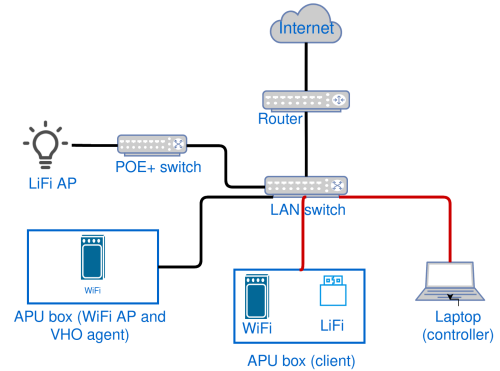 Internet
Router
POE+ switch
LiFi AP
LAN switch
WiFi
APU box (WiFi AP and
VHO agent)
WiFi
LiFi
APU box (client)
Laptop
(controller)